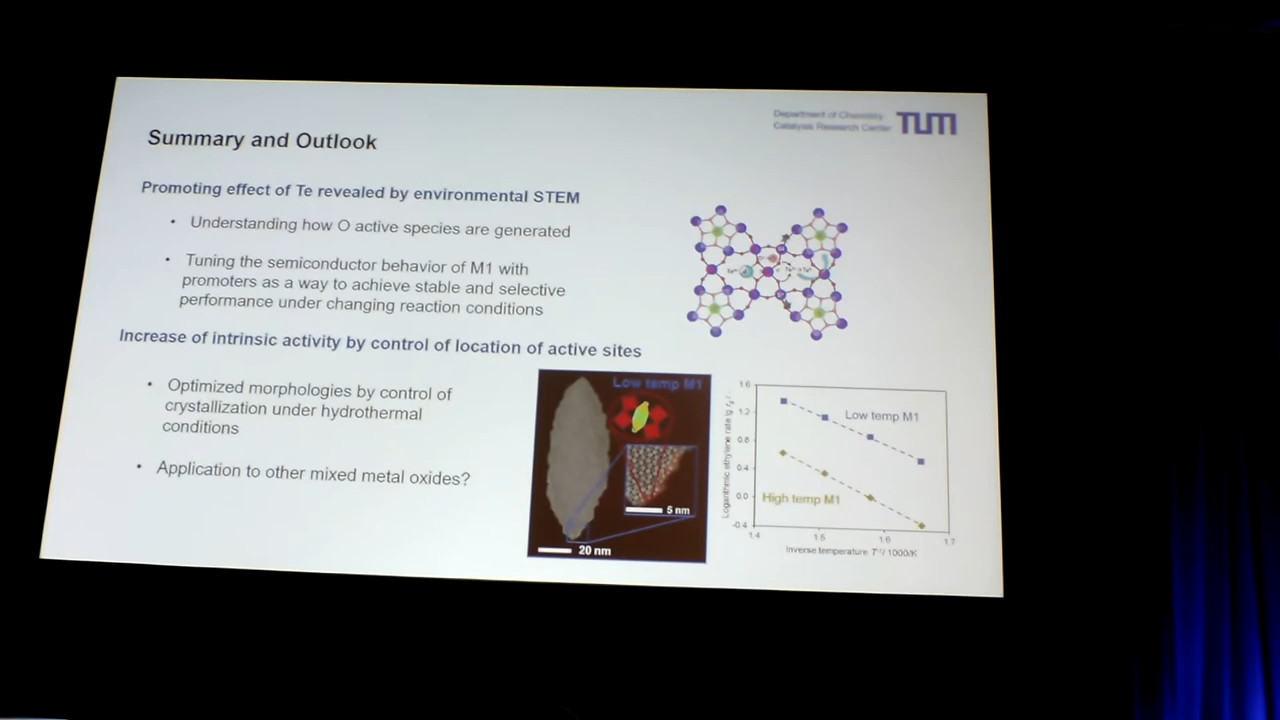 Department of Chemistry
Catalysis Research Center
TUM
Summary and Outlook
Promoting effect of Te revealed by environmental STEM
• Understanding how O active species are generated
• Tuning the semiconductor behavior of M1 with
promoters as a way to achieve stable and selective
performance under changing reaction conditions
Increase of intrinsic activity by control of location of active sites
• Optimized morphologies by control of
crystallization under hydrothermal
conditions
• Application to other mixed metal oxides?
Low temp M1
5 nm
20 nm
Logarithmic ethylene rate
1.6
1.2
0.8
0.4
0.0
-0.4
Low temp M1
High temp M1
1.4
1.5
1.6
1.7
Inverse temperature T⁻¹/ 1000/K